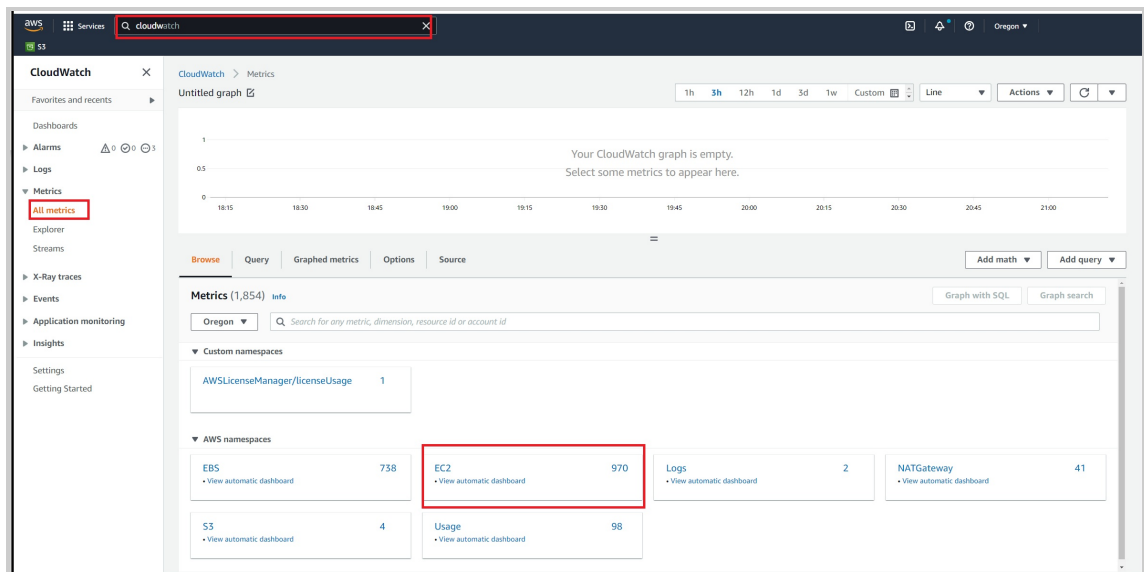 aws Services cloudwatch Oregon ▼
S3
CloudWatch
CloudWatch > Metrics
Untitled graph
1h 3h 12h 1d 3d 1w Custom Line Actions
Favorites and recents
Dashboards
Alarms 0 0 3
Logs
Metrics
All metrics
Explorer
Streams
X-Ray traces
Events
Application monitoring
Insights
Settings
Getting Started
Your CloudWatch graph is empty.
Select some metrics to appear here.
1
0.5
0
18:15 18:30 18:45 19:00 19:15 19:30 19:45 20:00 20:15 20:30 20:45 21:00
Browse Query Graphed metrics Options Source Add math Add query
Metrics (1,854) Info Graph with SQL Graph search
Oregon Search for any metric, dimension, resource id or account id
Custom namespaces
AWSLicenseManager/licenseUsage 1
AWS namespaces
EBS 738
• View automatic dashboard
EC2 970
• View automatic dashboard
Logs 2
• View automatic dashboard
NATGateway 41
• View automatic dashboard
S3 4
• View automatic dashboard
Usage 98
• View automatic dashboard